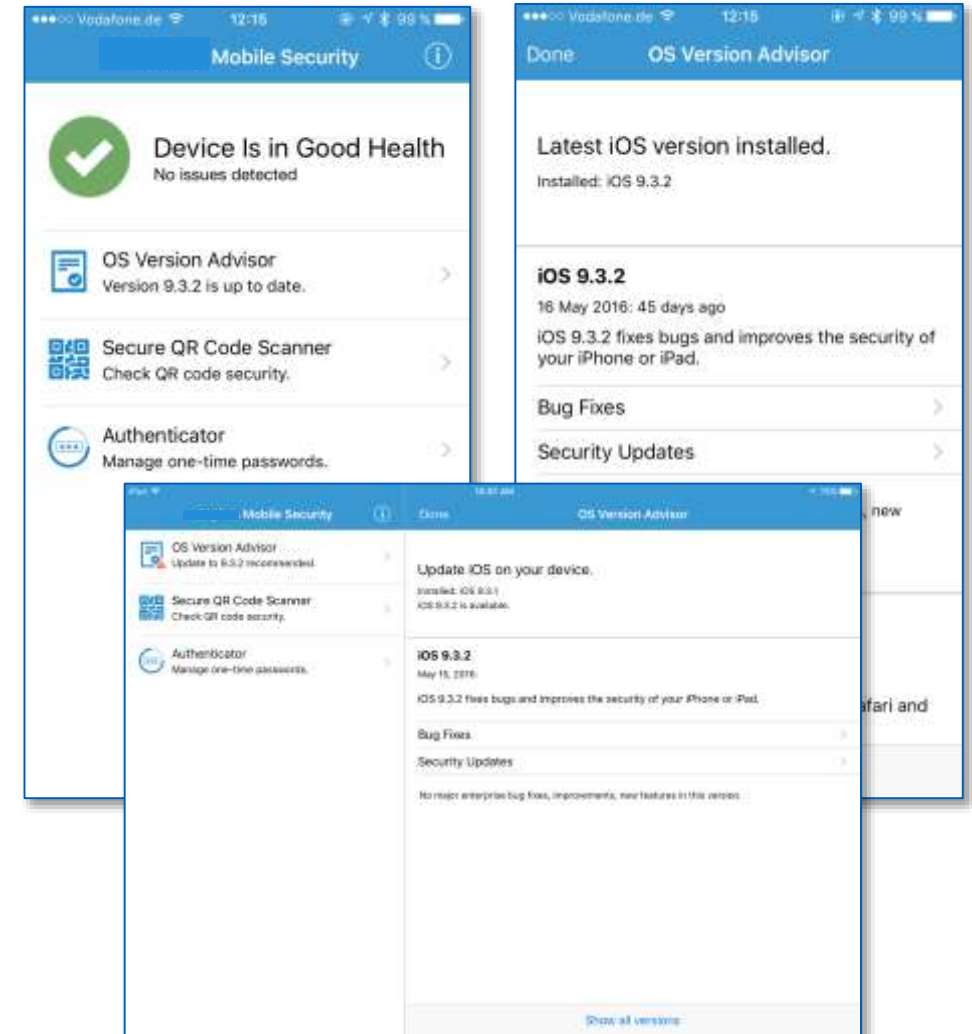 Vodafone.de 12:15 99 %
Mobile Security
Device Is in Good Health
No issues detected
OS Version Advisor
Version 9.3.2 is up to date.
Secure QR Code Scanner
Check QR code security.
Authenticator
Manage one-time passwords.
Vodafone.de 12:15 99 %
Done OS Version Advisor
Latest iOS version installed.
Installed: iOS 9.3.2
iOS 9.3.2
16 May 2016: 45 days ago
iOS 9.3.2 fixes bugs and improves the security of
your iPhone or iPad.
Bug Fixes
Security Updates
, new
afari and
iPad
Mobile Security
OS Version Advisor
Update to 9.3.2 recommended.
Secure QR Code Scanner
Check QR code security.
Authenticator
Manage one-time passwords.
Done OS Version Advisor
Update iOS on your device.
Installed: iOS 9.3.1
iOS 9.3.2 is available.
iOS 9.3.2
iOS 9.3.2 fixes bugs and improves the security of your iPhone or iPad.
Bug Fixes
Security Updates
No major enterprise bug fixes, improvements, new features in this version.
Show all versions